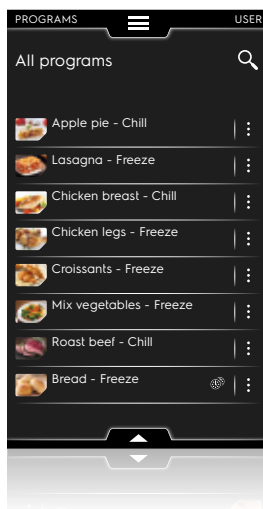 PROGRAMS USER
All programs
Apple pie - Chill
Lasagna - Freeze
Chicken breast - Chill
Chicken legs - Freeze
Croissants - Freeze
Mix vegetables - Freeze
Roast beef - Chill
Bread - Freeze